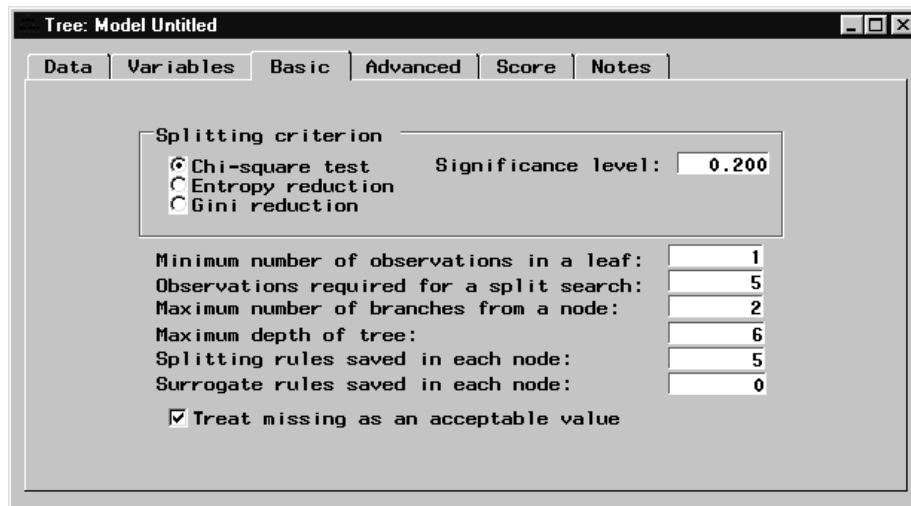 Tree: Model Untitled
Data Variables Basic Advanced Score Notes
Splitting criterion
Chi-square test Significance level: 0.200
Entropy reduction
Gini reduction
Minimum number of observations in a leaf: 1
Observations required for a split search: 5
Maximum number of branches from a node: 2
Maximum depth of tree: 6
Splitting rules saved in each node: 5
Surrogate rules saved in each node: 0
Treat missing as an acceptable value